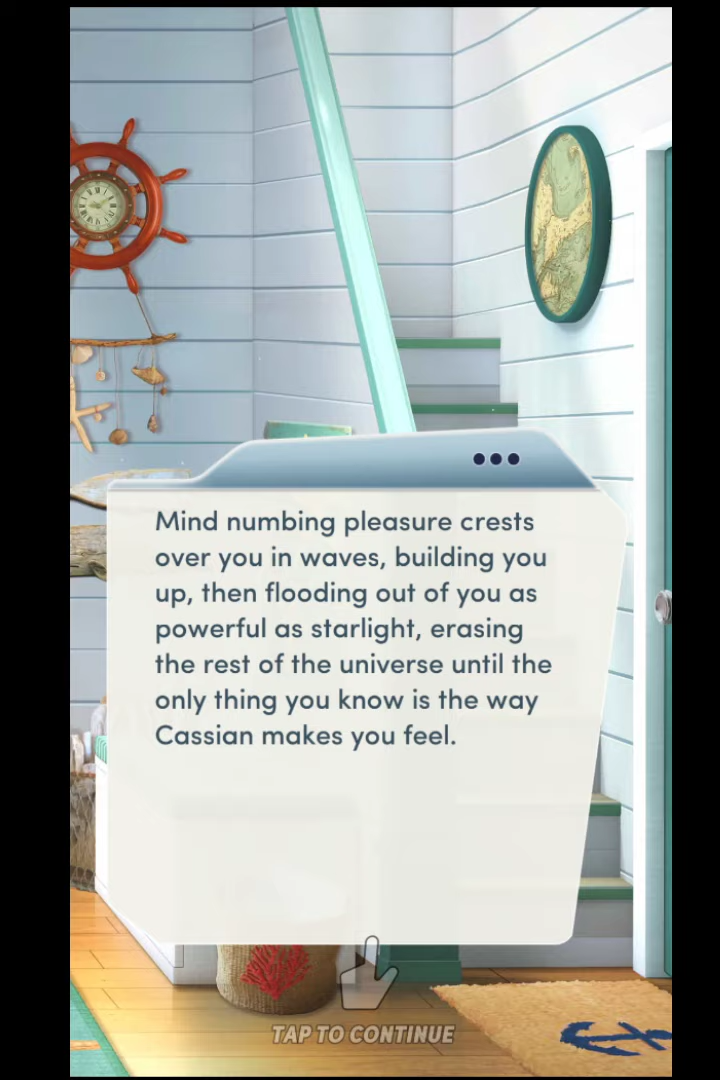 Mind numbing pleasure crests
over you in waves, building you
up, then flooding out of you as
powerful as starlight, erasing
the rest of the universe until the
only thing you know is the way
Cassian makes you feel.
TAP TO CONTINUE